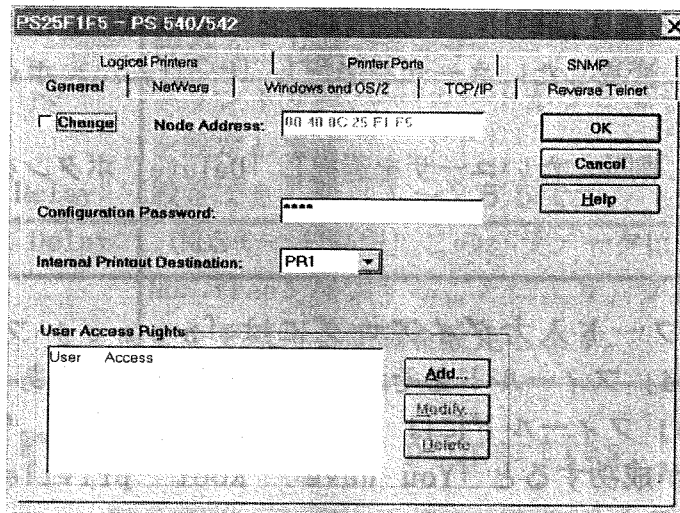 PS25F1F5 - PS 540/542
Logical Printers
Printer Ports
SNMP
General
NetWare
Windows and OS/2
TCP/IP
Reverse Telnet
Change
Node Address:
00 40 8C 25 F1 F5
OK
Cancel
Help
Configuration Password:
****
Internal Printout Destination:
PR1
User Access Rights
User Access
Add...
Modify...
Delete